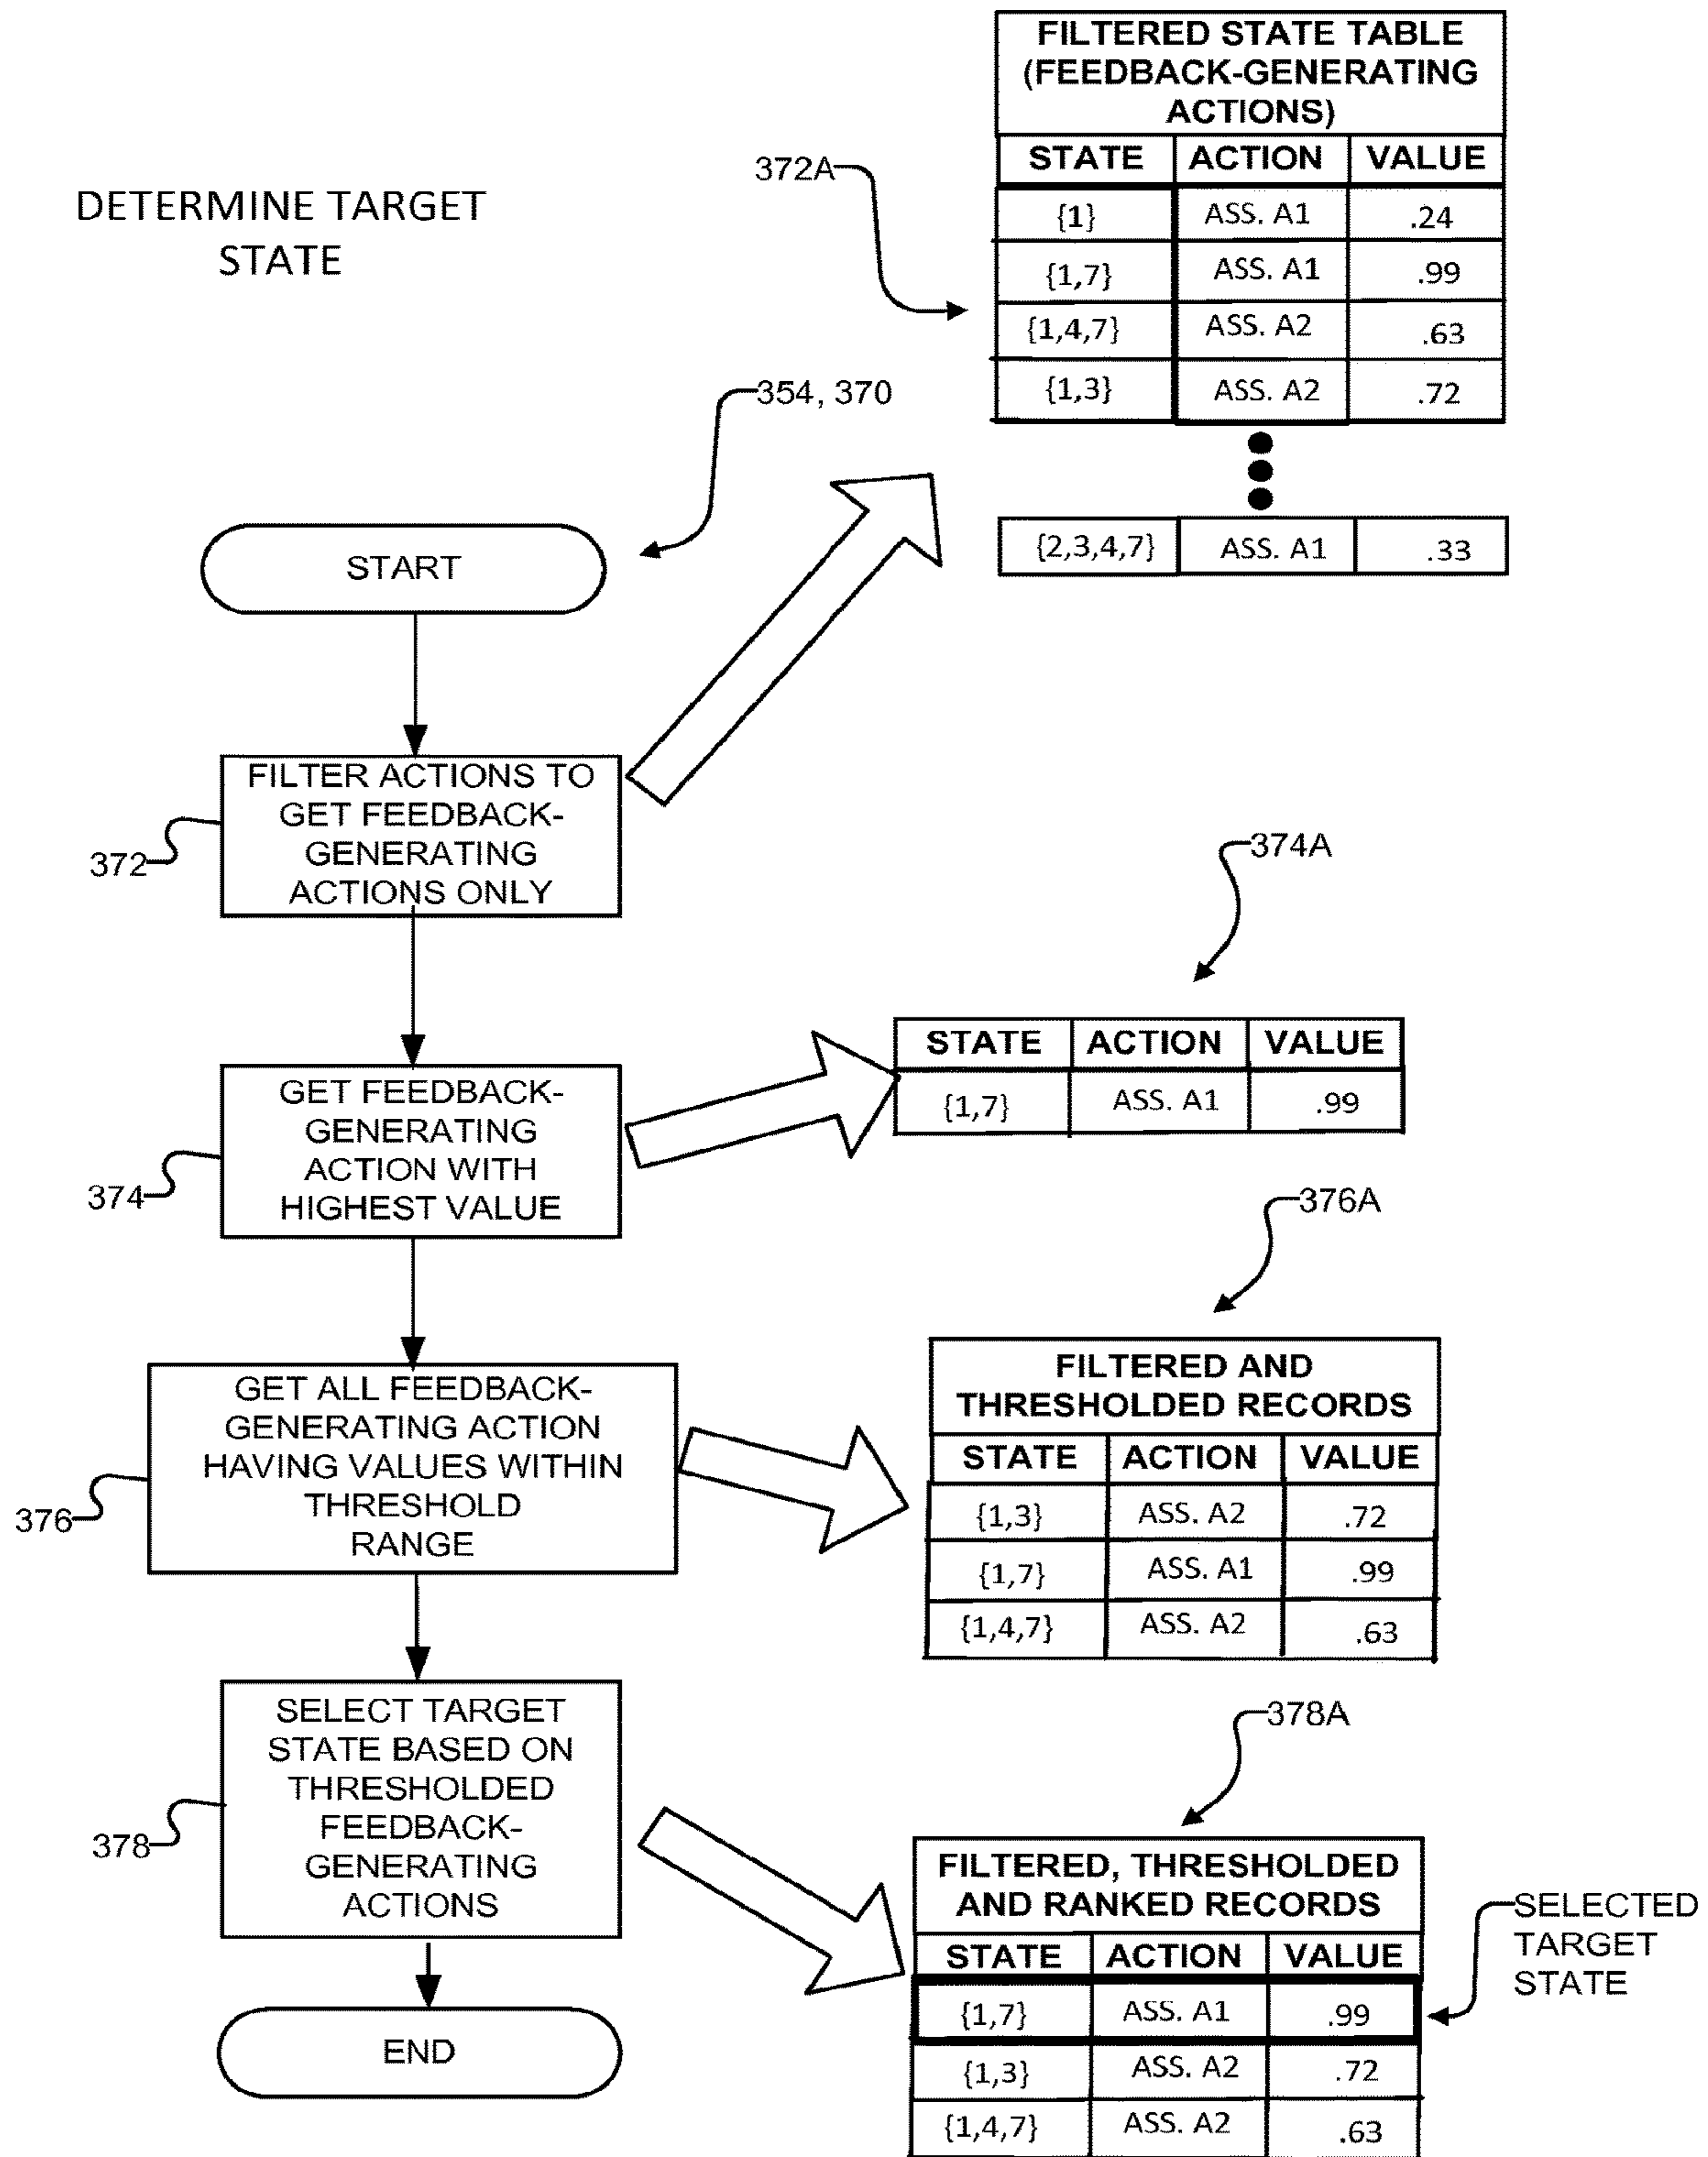 DETERMINE TARGET
STATE
354, 370
START
372
FILTER ACTIONS TO
GET FEEDBACK-
GENERATING
ACTIONS ONLY
374
GET FEEDBACK-
GENERATING
ACTION WITH
HIGHEST VALUE
376
GET ALL FEEDBACK-
GENERATING ACTION
HAVING VALUES WITHIN
THRESHOLD
RANGE
378
SELECT TARGET
STATE BASED ON
THRESHOLDED
FEEDBACK-
GENERATING
ACTIONS
END
372A
FILTERED STATE TABLE
(FEEDBACK-GENERATING
ACTIONS)
STATE ACTION VALUE
{1} ASS. A1 .24
{1,7} ASS. A1 .99
{1,4,7} ASS. A2 .63
{1,3} ASS. A2 .72
{2,3,4,7} ASS. A1 .33
374A
STATE ACTION VALUE
{1,7} ASS. A1 .99
376A
FILTERED AND
THRESHOLDED RECORDS
STATE ACTION VALUE
{1,3} ASS. A2 .72
{1,7} ASS. A1 .99
{1,4,7} ASS. A2 .63
378A
FILTERED, THRESHOLDED
AND RANKED RECORDS
STATE ACTION VALUE
{1,7} ASS. A1 .99
{1,3} ASS. A2 .72
{1,4,7} ASS. A2 .63
SELECTED
TARGET
STATE